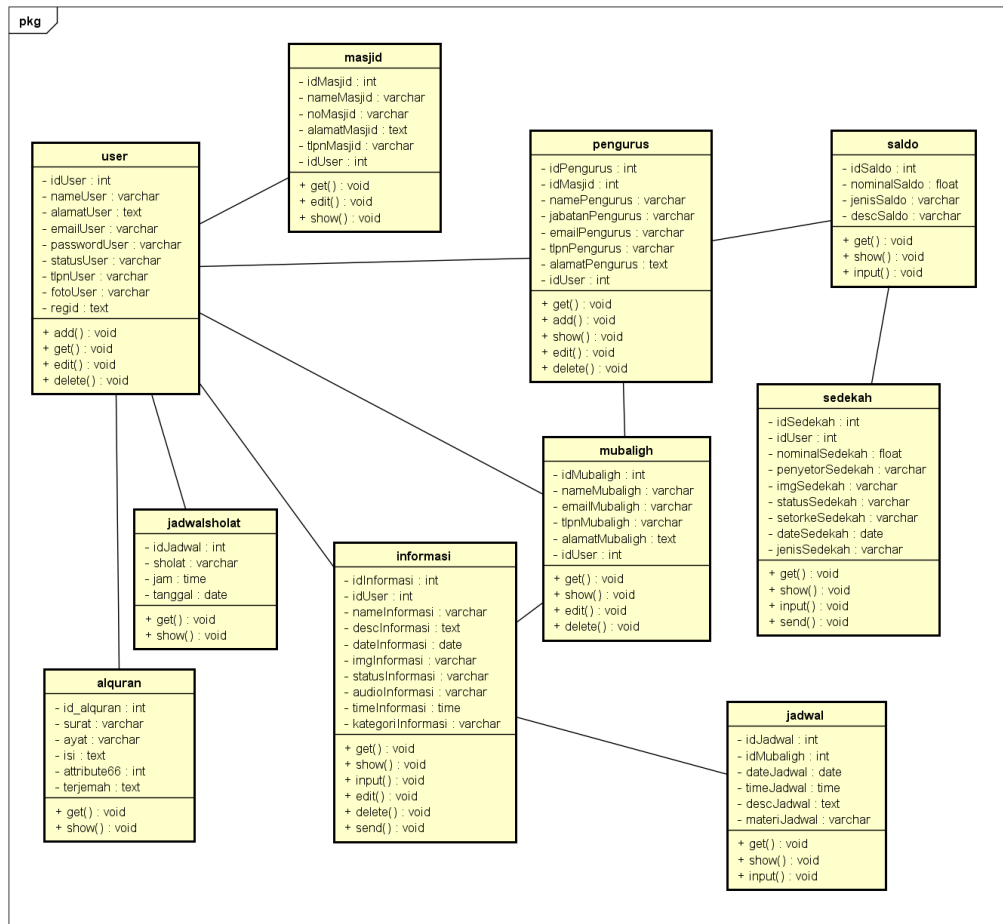 pkg
masjid
- idMasjid : int
- nameMasjid : varchar
- noMasjid : varchar
- alamatMasjid : text
- tlpnMasjid : varchar
- idUser : int
+ get() : void
+ edit() : void
+ show() : void
user
- idUser : int
- nameUser : varchar
- alamatUser : text
- emailUser : varchar
- passwordUser : varchar
- statusUser : varchar
- tlpnUser : varchar
- fotoUser : varchar
- regid : text
+ add() : void
+ get() : void
+ edit() : void
+ delete() : void
pengurus
- idPengurus : int
- idMasjid : int
- namePengurus : varchar
- jabatanPengurus : varchar
- emailPengurus : varchar
- tlpnPengurus : varchar
- alamatPengurus : text
- idUser : int
+ get() : void
+ add() : void
+ show() : void
+ edit() : void
+ delete() : void
saldo
- idSaldo : int
- nominalSaldo : float
- jenisSaldo : varchar
- descSaldo : varchar
+ get() : void
+ show() : void
+ input() : void
sedekah
- idSedekah : int
- idUser : int
- nominalSedekah : float
- penyetorSedekah : varchar
- imgSedekah : varchar
- statusSedekah : varchar
- setorkeSedekah : varchar
- dateSedekah : date
- jenisSedekah : varchar
+ get() : void
+ show() : void
+ input() : void
+ send() : void
mubaligh
- idMubaligh : int
- nameMubaligh : varchar
- emailMubaligh : varchar
- tlpnMubaligh : varchar
- alamatMubaligh : text
- idUser : int
+ get() : void
+ show() : void
+ edit() : void
+ delete() : void
jadwalsholat
- idJadwal : int
- sholat : varchar
- jam : time
- tanggal : date
+ get() : void
+ show() : void
informasi
- idInformasi : int
- idUser : int
- nameInformasi : varchar
- descInformasi : text
- dateInformasi : date
- imgInformasi : varchar
- statusInformasi : varchar
- audioInformasi : varchar
- timeInformasi : time
- kategoriInformasi : varchar
+ get() : void
+ show() : void
+ input() : void
+ edit() : void
+ delete() : void
+ send() : void
alquran
- id_alquran : int
- surat : varchar
- ayat : varchar
- isi : text
- attribute66 : int
- terjemah : text
+ get() : void
+ show() : void
jadwal
- idJadwal : int
- idMubaligh : int
- dateJadwal : date
- timeJadwal : time
- descJadwal : text
- materiJadwal : varchar
+ get() : void
+ show() : void
+ input() : void